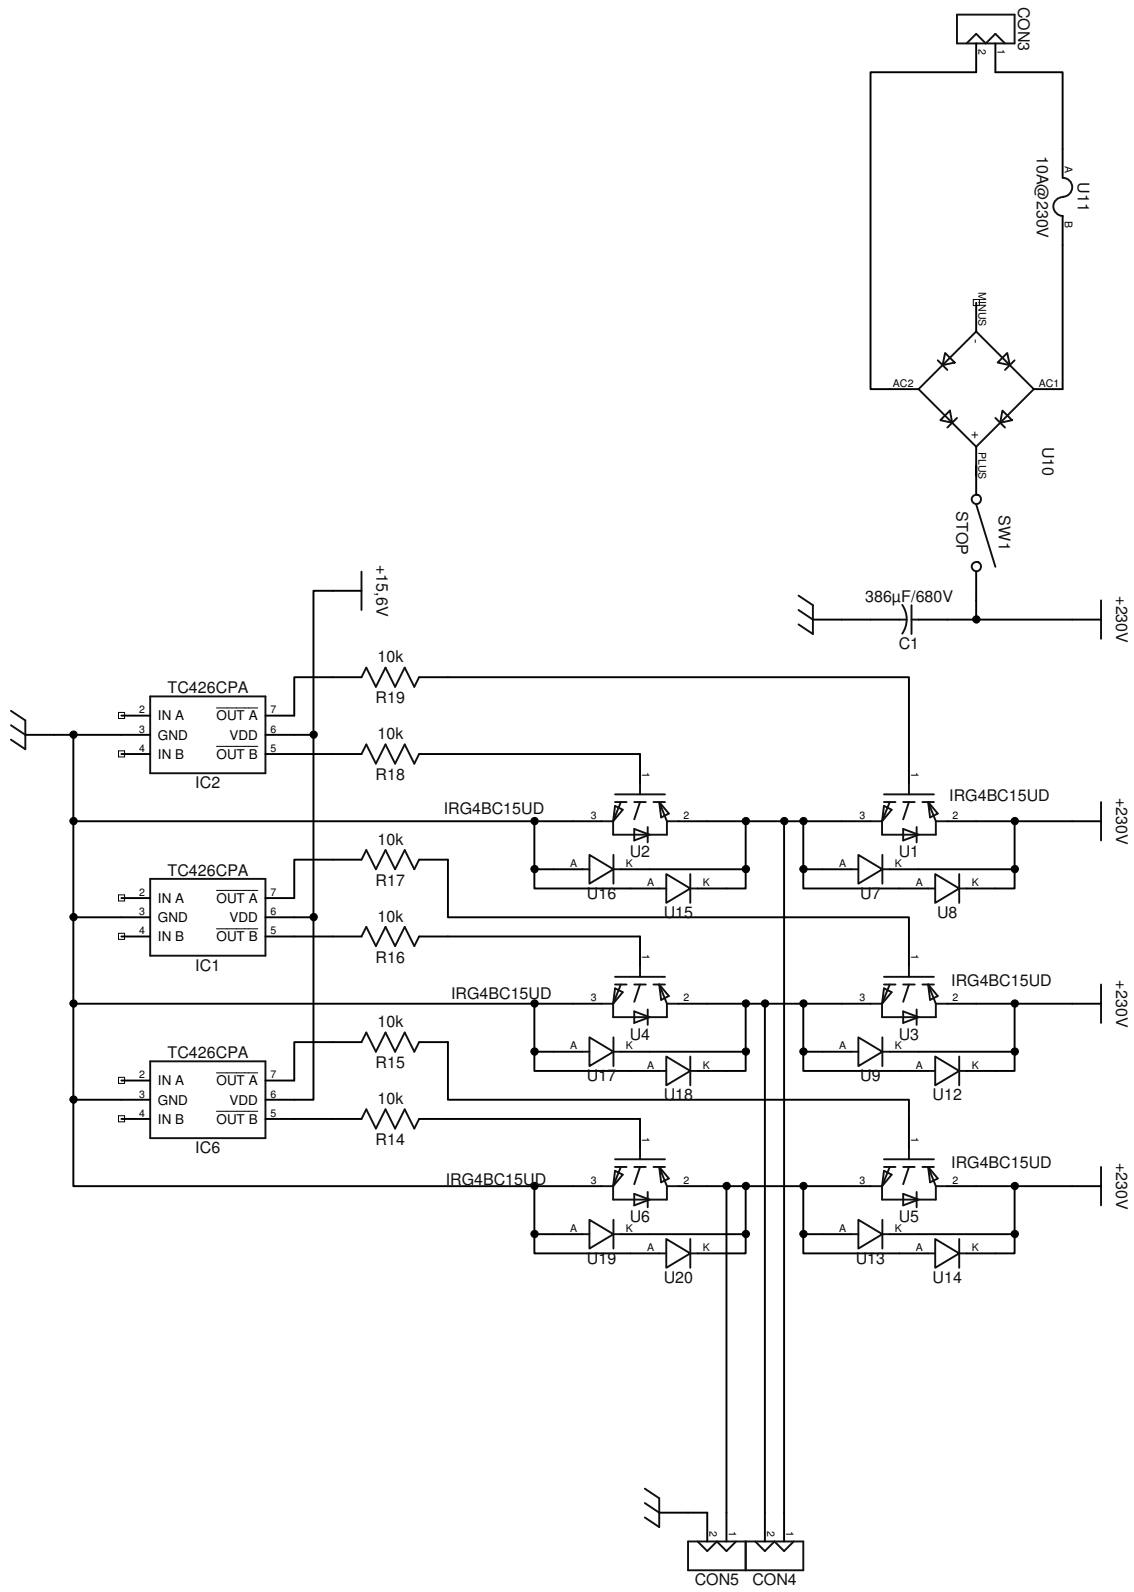 CON3
2
1
A
B
U11
10A@230V
MINUS
-
AC2
AC1
+
PLUS
U10
SW1
STOP
+230V
386µF/680V
C1
+15,6V
10k
R19
TC426CPA
2 IN A OUT A 7
3 GND VDD 6
4 IN B OUT B 5
IC2
10k
R18
1
1
IRG4BC15UD
IRG4BC15UD
+230V
3 2
3 2
U2
U1
A K
A K
U16
U7
A K
A K
U15
U8
10k
R17
TC426CPA
2 IN A OUT A 7
3 GND VDD 6
4 IN B OUT B 5
IC1
10k
R16
1
1
IRG4BC15UD
IRG4BC15UD
+230V
3 2
3 2
U4
U3
A K
A K
U17
U9
A K
A K
U18
U12
10k
R15
TC426CPA
2 IN A OUT A 7
3 GND VDD 6
4 IN B OUT B 5
IC6
10k
R14
1
1
IRG4BC15UD
IRG4BC15UD
+230V
3 2
3 2
U6
U5
A K
A K
U19
U13
A K
A K
U20
U14
2 1 2 1
CON5 CON4